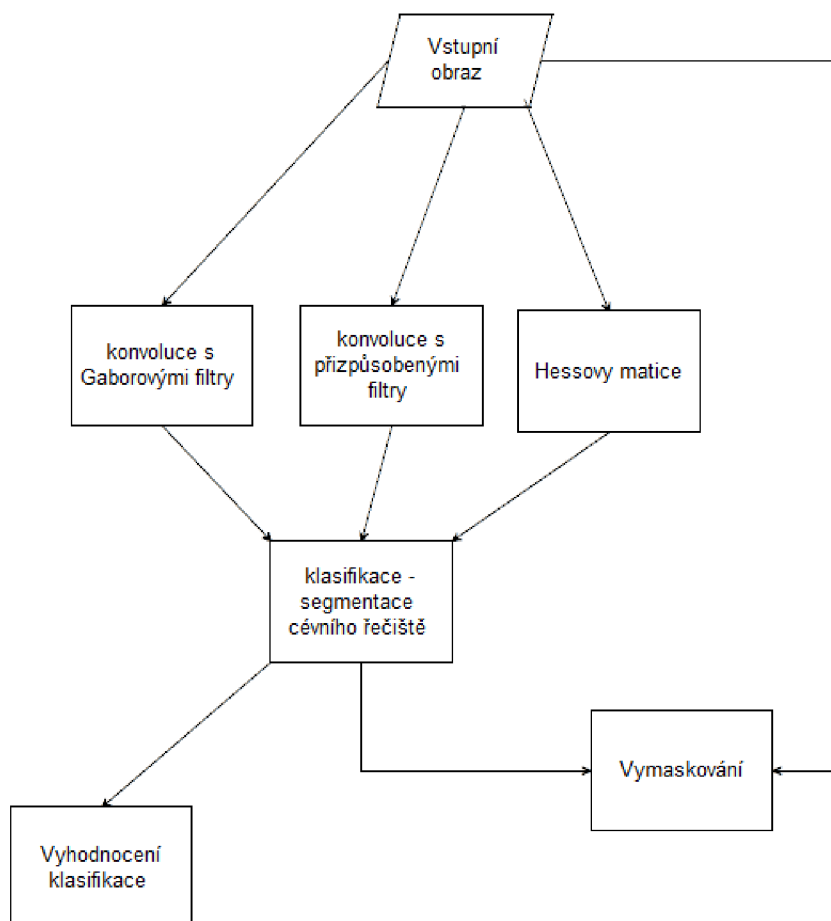 Vstupní
obraz
konvoluce s
Gaborovými filtry
konvoluce s
přizpůsobenými
filtry
Hessovy matice
klasifikace -
segmentace
cévního řečiště
Vymaskování
Vyhodnocení
klasifikace